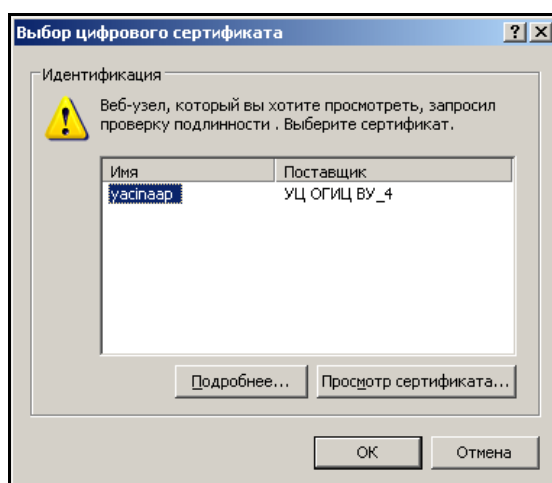 Выбор цифрового сертификата
Идентификация
Веб-узел, который вы хотите просмотреть, запросил
проверку подлинности . Выберите сертификат.
Имя Поставщик
yacinaap УЦ ОГИЦ ВУ_4
Подробнее... Просмотр сертификата...
ОК Отмена